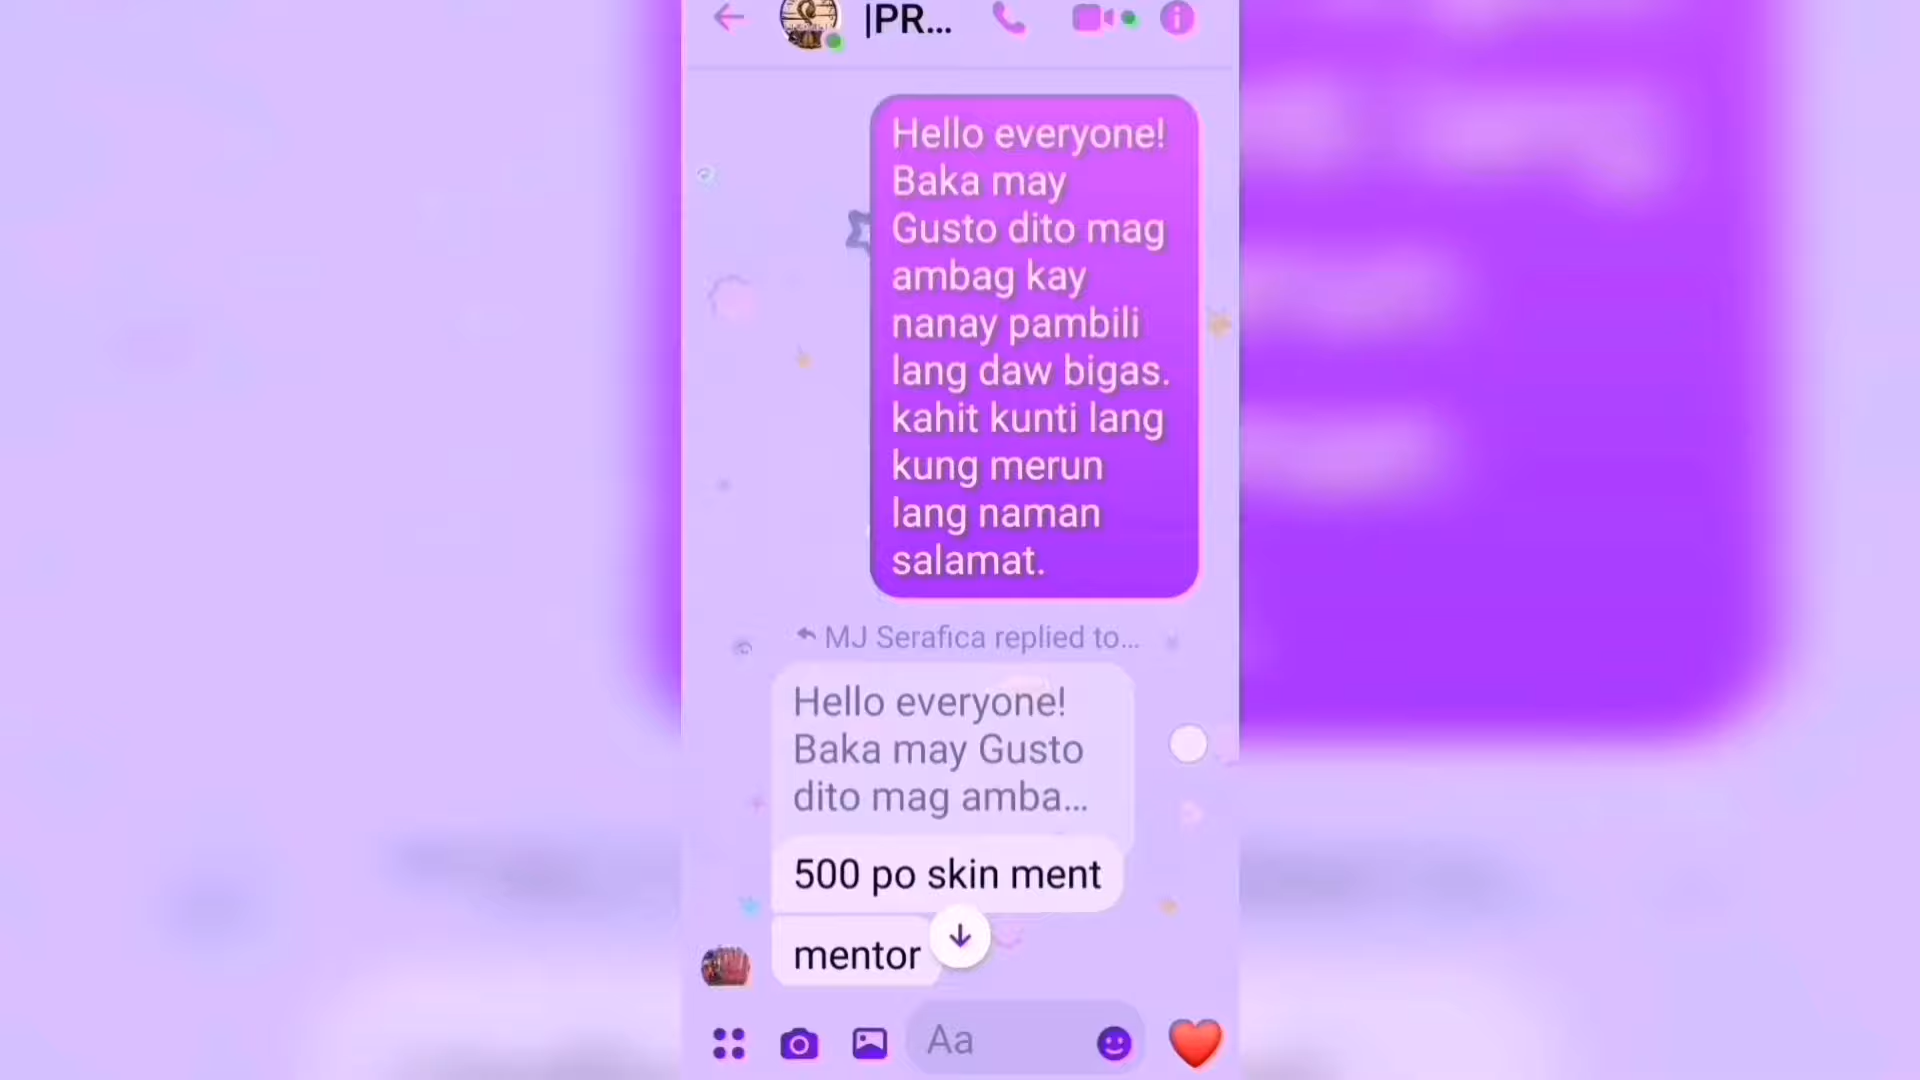 |PR...
Hello everyone!
Baka may
Gusto dito mag
ambag kay
nanay pambili
lang daw bigas.
kahit kunti lang
kung merun
lang naman
salamat.
MJ Serafica replied to...
Hello everyone!
Baka may Gusto
dito mag amba...
500 po skin ment
mentor
Aa